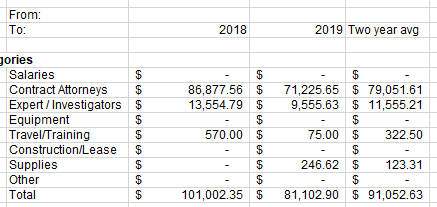 From:
To: 2018 2019 Two year avg
gories
Salaries $ - $ - $ -
Contract Attorneys $ 86,877.56 $ 71,225.65 $ 79,051.61
Expert / Investigators $ 13,554.79 $ 9,555.63 $ 11,555.21
Equipment $ - $ - $ -
Travel/Training $ 570.00 $ 75.00 $ 322.50
Construction/Lease $ - $ - $ -
Supplies $ - $ 246.62 $ 123.31
Other $ - $ - $ -
Total $ 101,002.35 $ 81,102.90 $ 91,052.63